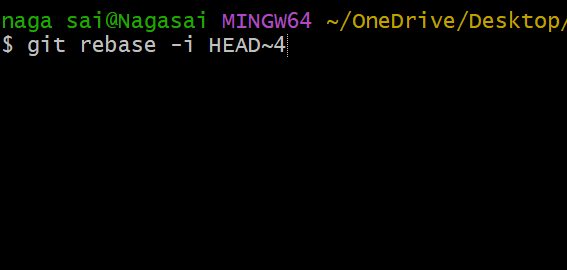 naga sai@Nagasai MINGW64 ~/OneDrive/Desktop/
$ git rebase -i HEAD~4